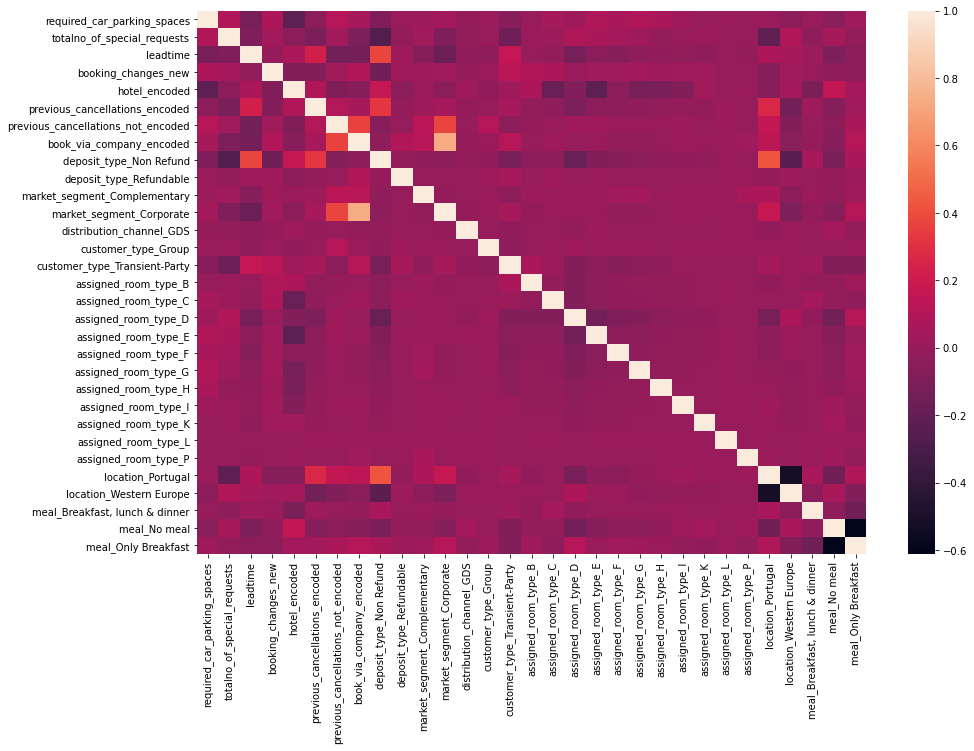 required_car_parking_spaces
totalno_of_special_requests
leadtime
booking_changes_new
hotel_encoded
previous_cancellations_encoded
previous_cancellations_not_encoded
book_via_company_encoded
deposit_type_Non Refund
deposit_type_Refundable
market_segment_Complementary
market_segment_Corporate
distribution_channel_GDS
customer_type_Group
customer_type_Transient-Party
assigned_room_type_B
assigned_room_type_C
assigned_room_type_D
assigned_room_type_E
assigned_room_type_F
assigned_room_type_G
assigned_room_type_H
assigned_room_type_I
assigned_room_type_K
assigned_room_type_L
assigned_room_type_P
location_Portugal
location_Western Europe
meal_Breakfast, lunch & dinner
meal_No meal
meal_Only Breakfast
required_car_parking_spaces
totalno_of_special_requests
leadtime
booking_changes_new
hotel_encoded
previous_cancellations_encoded
previous_cancellations_not_encoded
book_via_company_encoded
deposit_type_Non Refund
deposit_type_Refundable
market_segment_Complementary
market_segment_Corporate
distribution_channel_GDS
customer_type_Group
customer_type_Transient-Party
assigned_room_type_B
assigned_room_type_C
assigned_room_type_D
assigned_room_type_E
assigned_room_type_F
assigned_room_type_G
assigned_room_type_H
assigned_room_type_I
assigned_room_type_K
assigned_room_type_L
assigned_room_type_P
location_Portugal
location_Western Europe
meal_Breakfast, lunch & dinner
meal_No meal
meal_Only Breakfast
1.0
0.8
0.6
0.4
0.2
0.0
−0.2
−0.4
−0.6